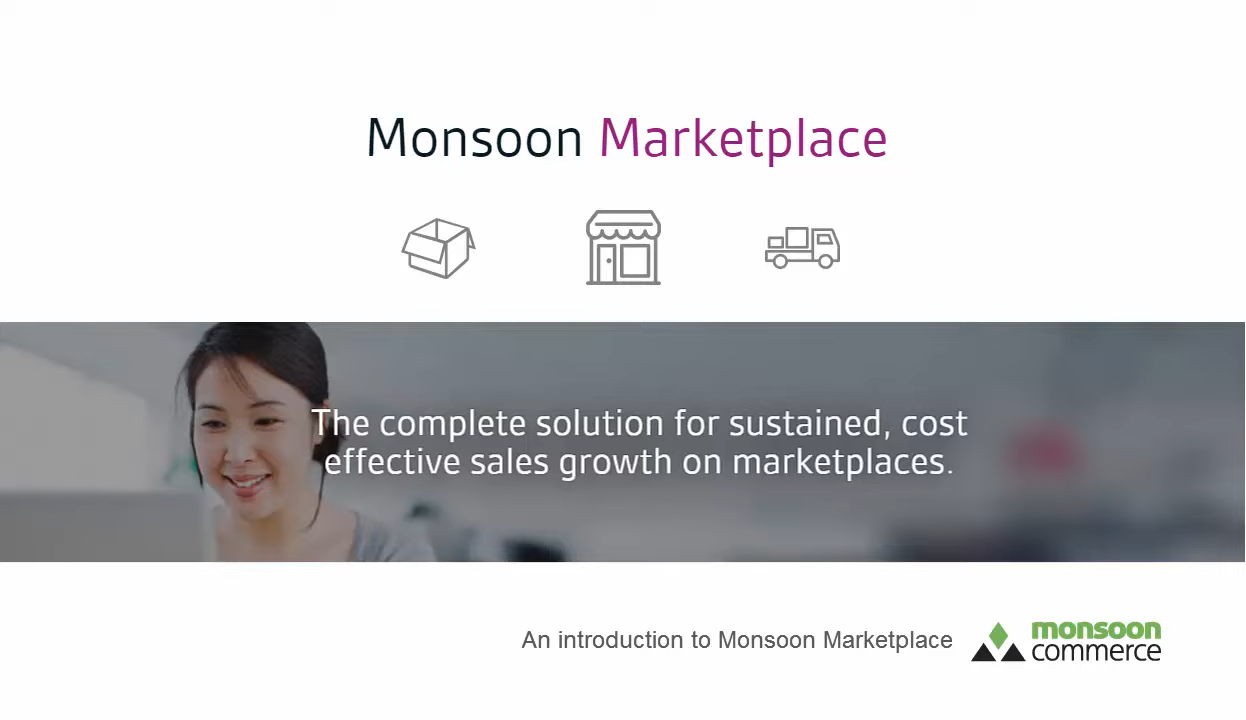 Monsoon Marketplace
The complete solution for sustained, cost
effective sales growth on marketplaces.
An introduction to Monsoon Marketplace
monsoon
commerce